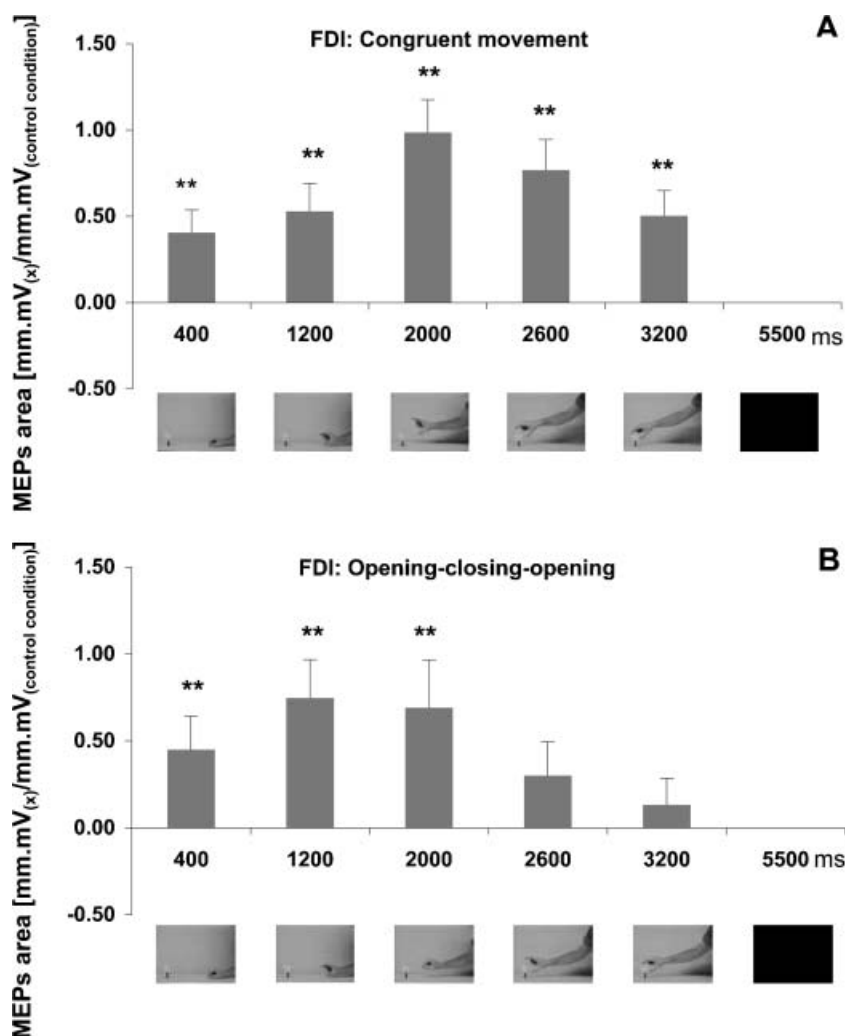 A
FDI: Congruent movement
MEPs area [mm.mV(x)/mm.mV(control condition)]
1.50
**
**
1.00
**
**
**
0.50
0.00
400 1200 2000 2600 3200 5500 ms
-0.50
B
FDI: Opening-closing-opening
MEPs area [mm.mV(x)/mm.mV(control condition)]
1.50
** **
1.00
**
0.50
0.00
400 1200 2000 2600 3200 5500 ms
-0.50